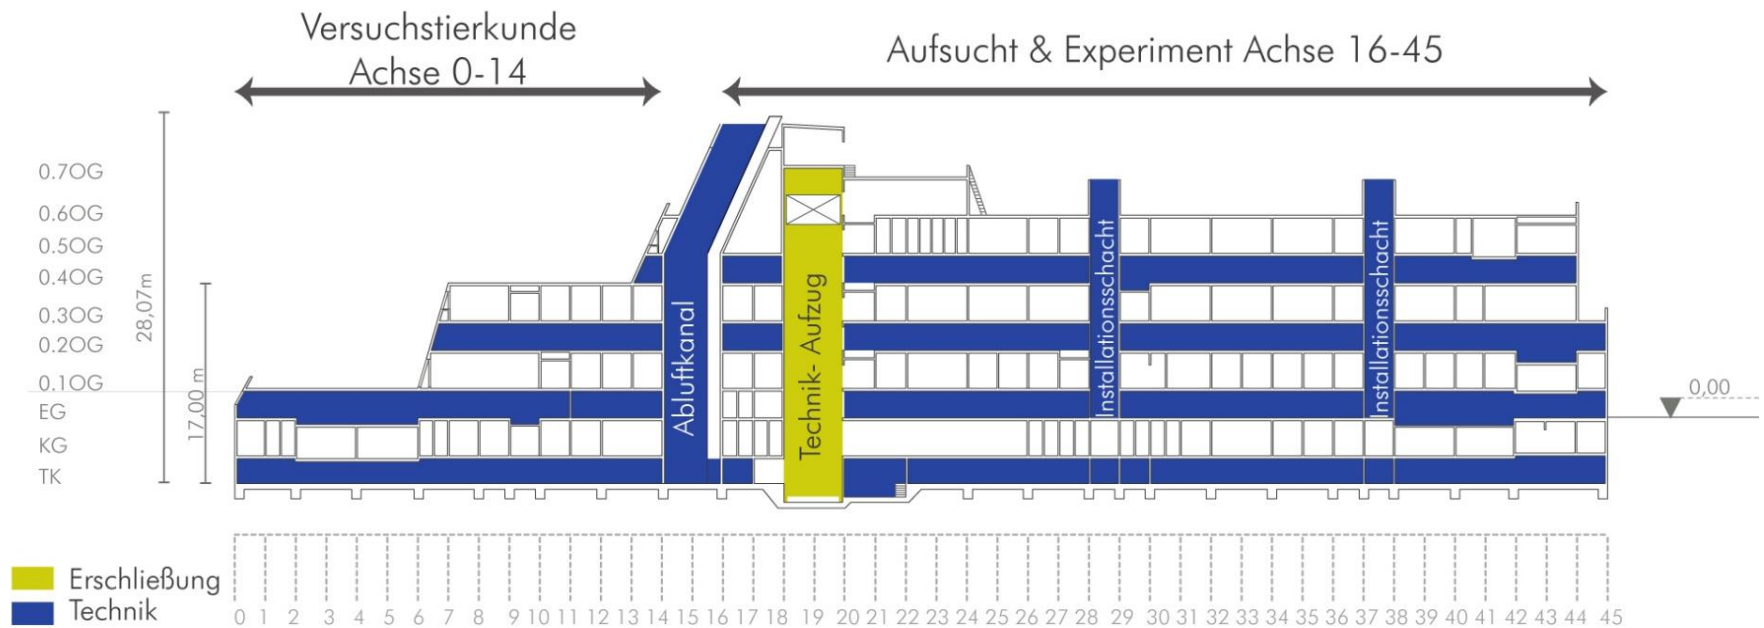 Versuchstierkunde
Achse 0-14
Aufsucht & Experiment Achse 16-45
0.7OG
0.6OG
0.5OG
0.4OG
0.3OG
0.2OG
0.1OG
EG
KG
TK
28,07m
17,00 m
Abluftkanal
Technik- Aufzug
Installationsschacht
Installationsschacht
0,00
Erschließung
Technik
0 1 2 3 4 5 6 7 8 9 10 11 12 13 14 15 16 17 18 19 20 21 22 23 24 25 26 27 28 29 30 31 32 33 34 35 36 37 38 39 40 41 42 43 44 45